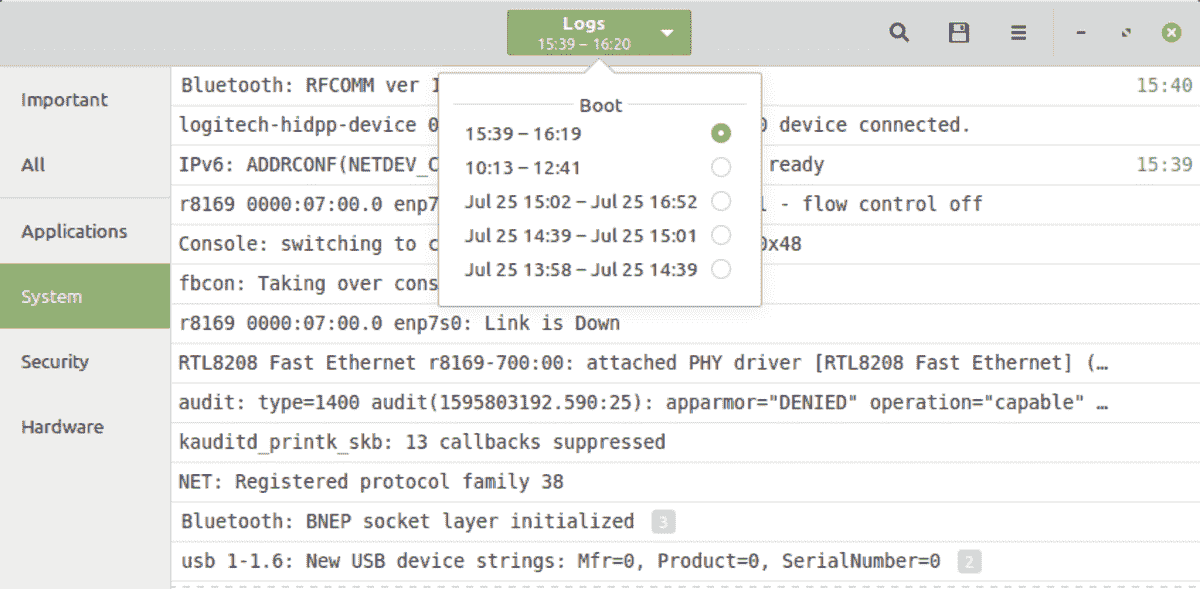 Logs
15:39 – 16:20
Important
All
Applications
System
Security
Hardware
Boot
15:39 – 16:19
10:13 – 12:41
Jul 25 15:02 – Jul 25 16:52
Jul 25 14:39 – Jul 25 15:01
Jul 25 13:58 – Jul 25 14:39
Bluetooth: RFCOMM ver 15:40
logitech-hidpp-device device connected.
IPv6: ADDRCONF(NETDEV_C ready 15:39
r8169 0000:07:00.0 enp7 - flow control off
Console: switching to 0x48
fbcon: Taking over cons
r8169 0000:07:00.0 enp7s0: Link is Down
RTL8208 Fast Ethernet r8169-700:00: attached PHY driver [RTL8208 Fast Ethernet] (…
audit: type=1400 audit(1595803192.590:25): apparmor="DENIED" operation="capable" …
kauditd_printk_skb: 13 callbacks suppressed
NET: Registered protocol family 38
Bluetooth: BNEP socket layer initialized 3
usb 1-1.6: New USB device strings: Mfr=0, Product=0, SerialNumber=0 2